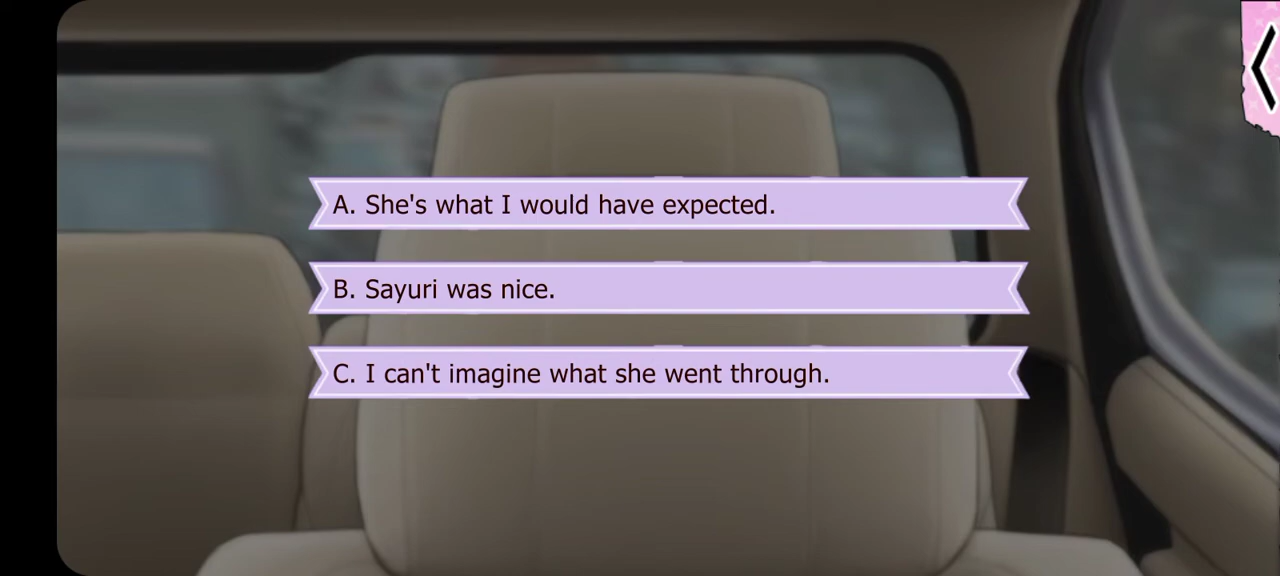 A. She's what I would have expected.
B. Sayuri was nice.
C. I can't imagine what she went through.